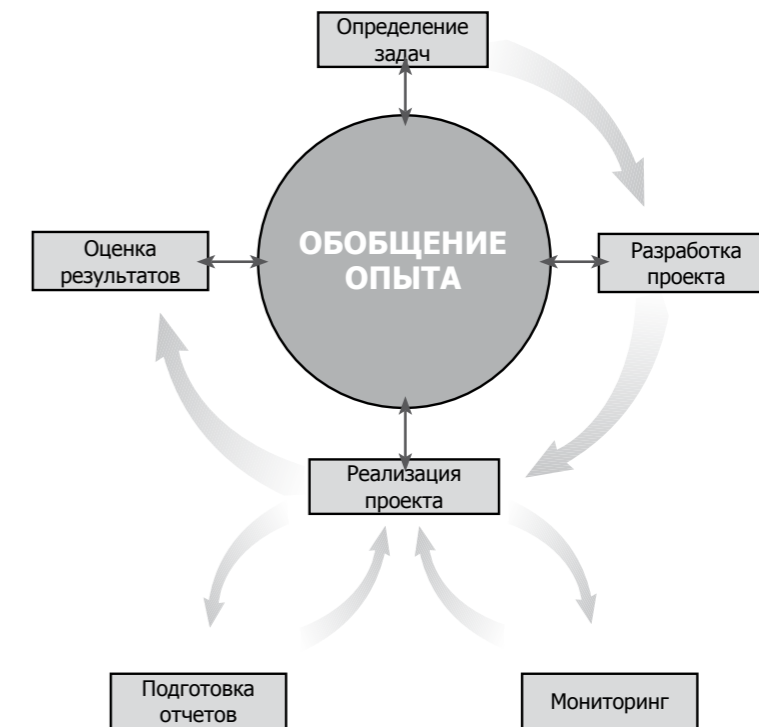 Определение
задач
ОБОБЩЕНИЕ
ОПЫТА
Оценка
результатов
Разработка
проекта
Реализация
проекта
Подготовка
отчетов
Мониторинг